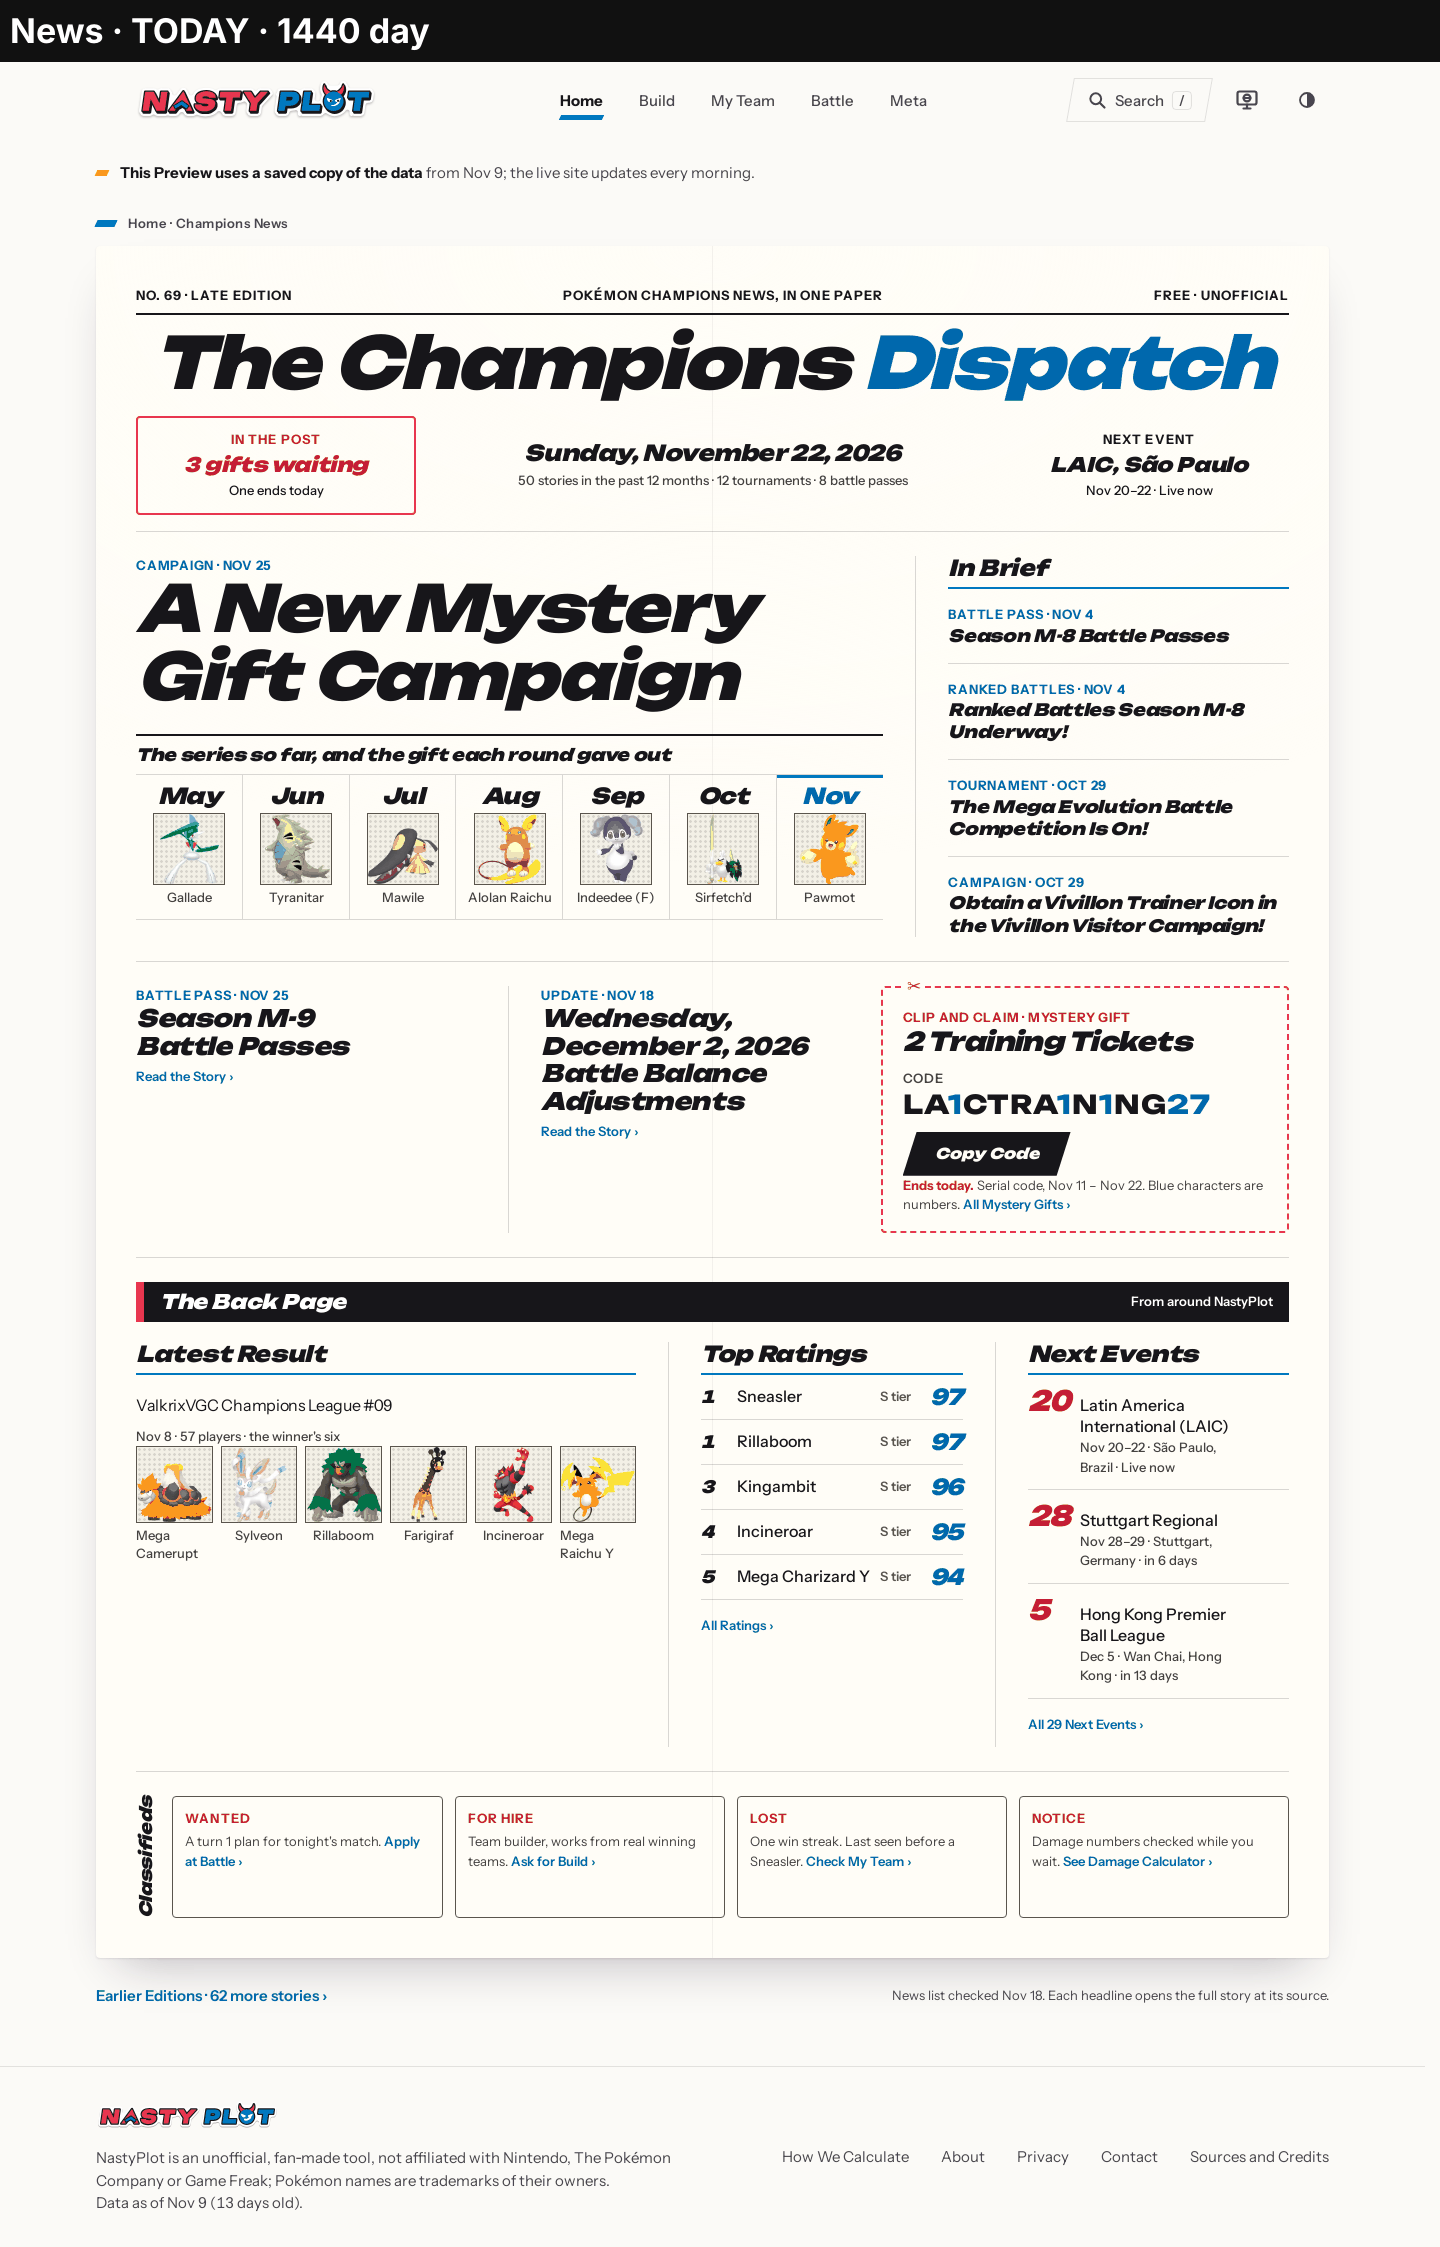 News · TODAY · 1440 day
NASTY PLOT
Home
Build
My Team
Battle
Meta
Search /
This Preview uses a saved copy of the data from Nov 9; the live site updates every morning.
Home · Champions News
NO. 69 · LATE EDITION
POKÉMON CHAMPIONS NEWS, IN ONE PAPER
FREE · UNOFFICIAL
The Champions Dispatch
IN THE POST
3 gifts waiting
One ends today
Sunday, November 22, 2026
50 stories in the past 12 months · 12 tournaments · 8 battle passes
NEXT EVENT
LAIC, São Paulo
Nov 20–22 · Live now
CAMPAIGN · NOV 25
A New Mystery
Gift Campaign
The series so far, and the gift each round gave out
May
Jun
Jul
Aug
Sep
Oct
Nov
Gallade
Tyranitar
Mawile
Alolan Raichu
Indeedee (F)
Sirfetch'd
Pawmot
In Brief
BATTLE PASS · NOV 4
Season M-8 Battle Passes
RANKED BATTLES · NOV 4
Ranked Battles Season M-8
Underway!
TOURNAMENT · OCT 29
The Mega Evolution Battle
Competition Is On!
CAMPAIGN · OCT 29
Obtain a Vivillon Trainer Icon in
the Vivillon Visitor Campaign!
BATTLE PASS · NOV 25
Season M-9
Battle Passes
Read the Story ›
UPDATE · NOV 18
Wednesday,
December 2, 2026
Battle Balance
Adjustments
Read the Story ›
CLIP AND CLAIM · MYSTERY GIFT
2 Training Tickets
CODE
LA1CTRA1N1NG27
Copy Code
Ends today. Serial code, Nov 11 – Nov 22. Blue characters are
numbers. All Mystery Gifts ›
The Back Page
From around NastyPlot
Latest Result
ValkrixVGC Champions League #09
Nov 8 · 57 players · the winner's six
Mega
Camerupt
Sylveon
Rillaboom
Farigiraf
Incineroar
Mega
Raichu Y
Top Ratings
1 Sneasler S tier 97
1 Rillaboom S tier 97
3 Kingambit S tier 96
4 Incineroar S tier 95
5 Mega Charizard Y S tier 94
All Ratings ›
Next Events
20 Latin America
International (LAIC)
Nov 20–22 · São Paulo,
Brazil · Live now
28 Stuttgart Regional
Nov 28–29 · Stuttgart,
Germany · in 6 days
5 Hong Kong Premier
Ball League
Dec 5 · Wan Chai, Hong
Kong · in 13 days
All 29 Next Events ›
Classifieds
WANTED
A turn 1 plan for tonight's match. Apply
at Battle ›
FOR HIRE
Team builder, works from real winning
teams. Ask for Build ›
LOST
One win streak. Last seen before a
Sneasler. Check My Team ›
NOTICE
Damage numbers checked while you
wait. See Damage Calculator ›
Earlier Editions · 62 more stories ›
News list checked Nov 18. Each headline opens the full story at its source.
NASTY PLOT
NastyPlot is an unofficial, fan-made tool, not affiliated with Nintendo, The Pokémon
Company or Game Freak; Pokémon names are trademarks of their owners.
Data as of Nov 9 (13 days old).
How We Calculate
About
Privacy
Contact
Sources and Credits